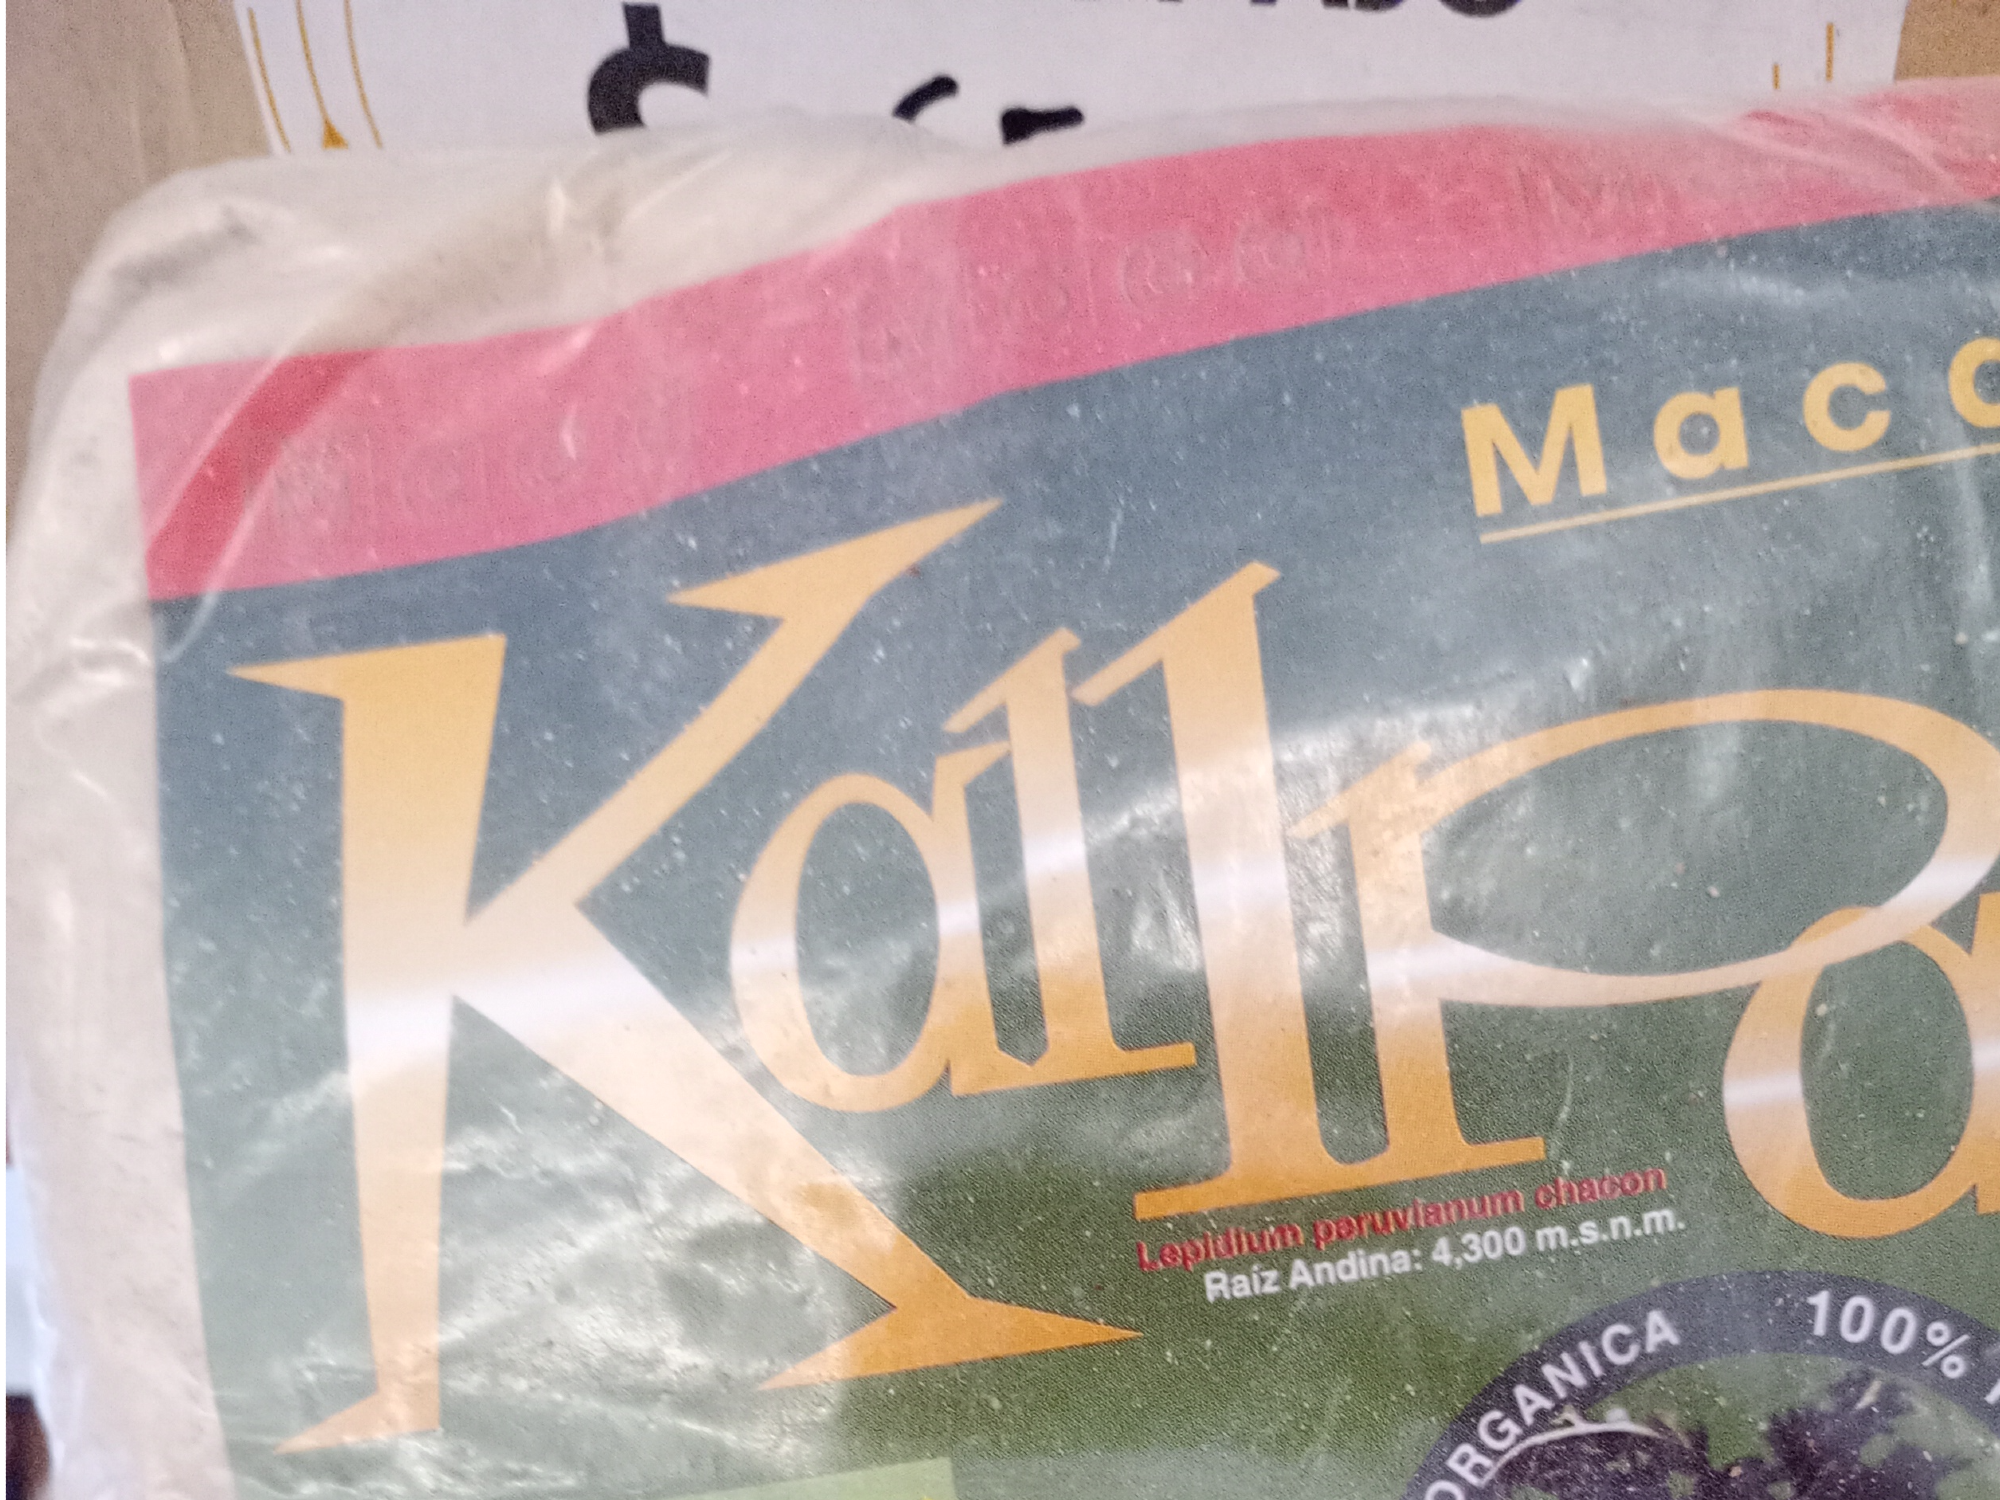 $
Maca
KallPa
Lepidium peruvianum chacon
Raíz Andina: 4,300 m.s.n.m.
ORGANICA 100%